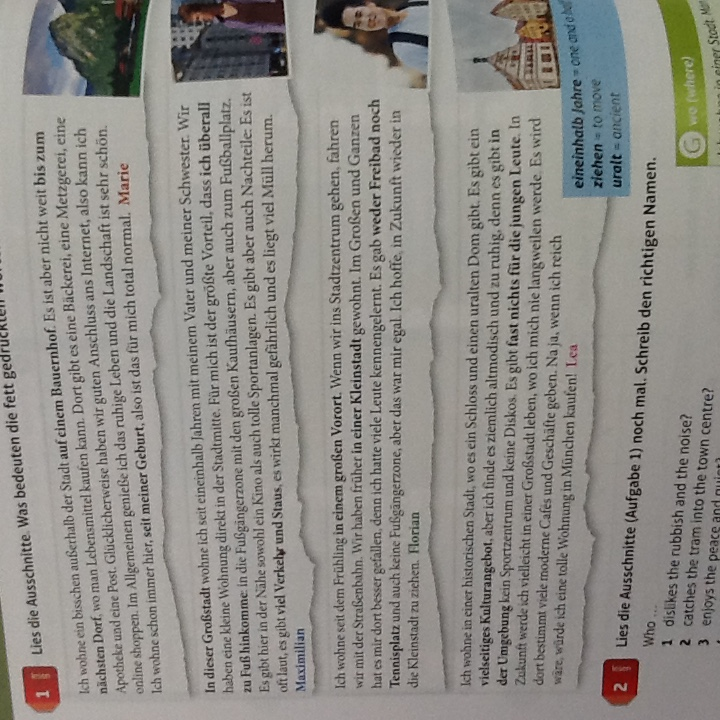 1 Lies die Ausschnitte. Was bedeuten die fett gedruckten
Ich wohne ein bisschen außerhalb der Stadt auf einem Bauernhof. Es ist aber nicht weit bis zum
nächsten Dorf, wo man Lebensmittel kaufen kann. Dort gibt es eine Bäckerei, eine Metzgerei, eine
Apotheke und eine Post. Glücklicherweise haben wir guten Anschluss ans Internet, also kann ich
online shoppen. Im Allgemeinen genieße ich das ruhige Leben und die Landschaft ist sehr schön.
Ich wohne schon immer hier, seit meiner Geburt, also ist das für mich total normal. Marie
In dieser Großstadt wohne ich seit eineinhalb Jahren mit meinem Vater und meiner Schwester. Wir
haben eine kleine Wohnung direkt in der Stadtmitte. Für mich ist der größte Vorteil, dass ich überall
zu Fuß hinkomme: in die Fußgängerzone mit den großen Kaufhäusern, aber auch zum Fußballplatz.
Es gibt hier in der Nähe sowohl ein Kino als auch tolle Sportanlagen. Es gibt aber auch Nachteile: Es ist
oft laut, es gibt viel Verkehr und Staus, es wirkt manchmal gefährlich und es liegt viel Müll herum.
Maximilian
Ich wohne seit dem Frühling in einem großen Vorort. Wenn wir ins Stadtzentrum gehen, fahren
wir mit der Straßenbahn. Wir haben früher in einer Kleinstadt gewohnt. Im Großen und Ganzen
hat es mir dort besser gefallen, denn ich hatte viele Leute kennengelernt. Es gab weder Freibad noch
Tennisplatz und auch keine Fußgängerzone, aber das war mir egal. Ich hoffe, in Zukunft wieder in
die Kleinstadt zu ziehen. Florian
Ich wohne in einer historischen Stadt, wo es ein Schloss und einen uralten Dom gibt. Es gibt ein
vielseitiges Kulturangebot, aber ich finde es ziemlich altmodisch und zu ruhig, denn es gibt in
der Umgebung kein Sportzentrum und keine Diskos. Es gibt fast nichts für die jungen Leute. In
Zukunft werde ich vielleicht in einer Großstadt leben, wo ich mich nie langweilen werde. Es wird
dort bestimmt viele moderne Cafés und Geschäfte geben. Na ja, wenn ich reich
wäre, würde ich eine tolle Wohnung in München kaufen! Lea
eineinhalb Jahre = one and a half
ziehen = to move
uralt = ancient
2 Lies die Ausschnitte (Aufgabe 1) noch mal. Schreib den richtigen Namen.
Who ...
1 dislikes the rubbish and the noise?
2 catches the tram into the town centre?
3 enjoys the peace and quiet?
G wo (where)
in einer Stadt.